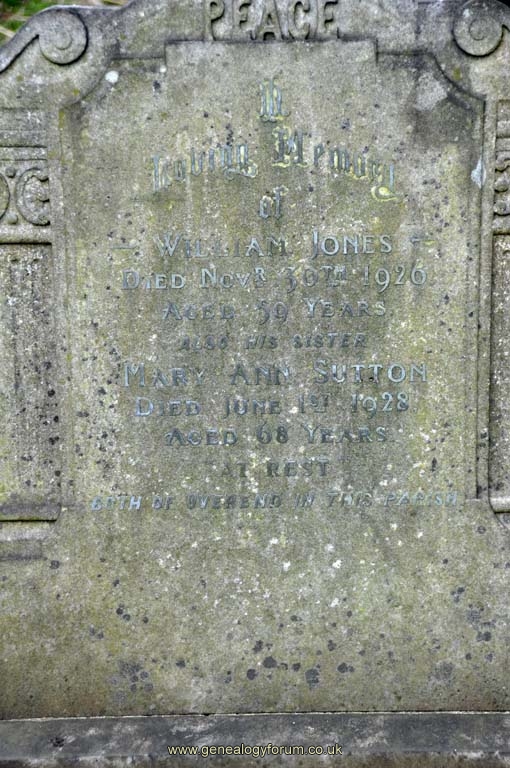 PEACE
In
Loving Memory
of
WILLIAM JONES
DIED NOVR 30TH 1926
AGED 59 YEARS.
ALSO HIS SISTER
MARY ANN SUTTON
DIED JUNE 1ST 1928
AGED 68 YEARS.
"AT REST"
BOTH OF OVEREND IN THIS PARISH.
www.genealogyforum.co.uk